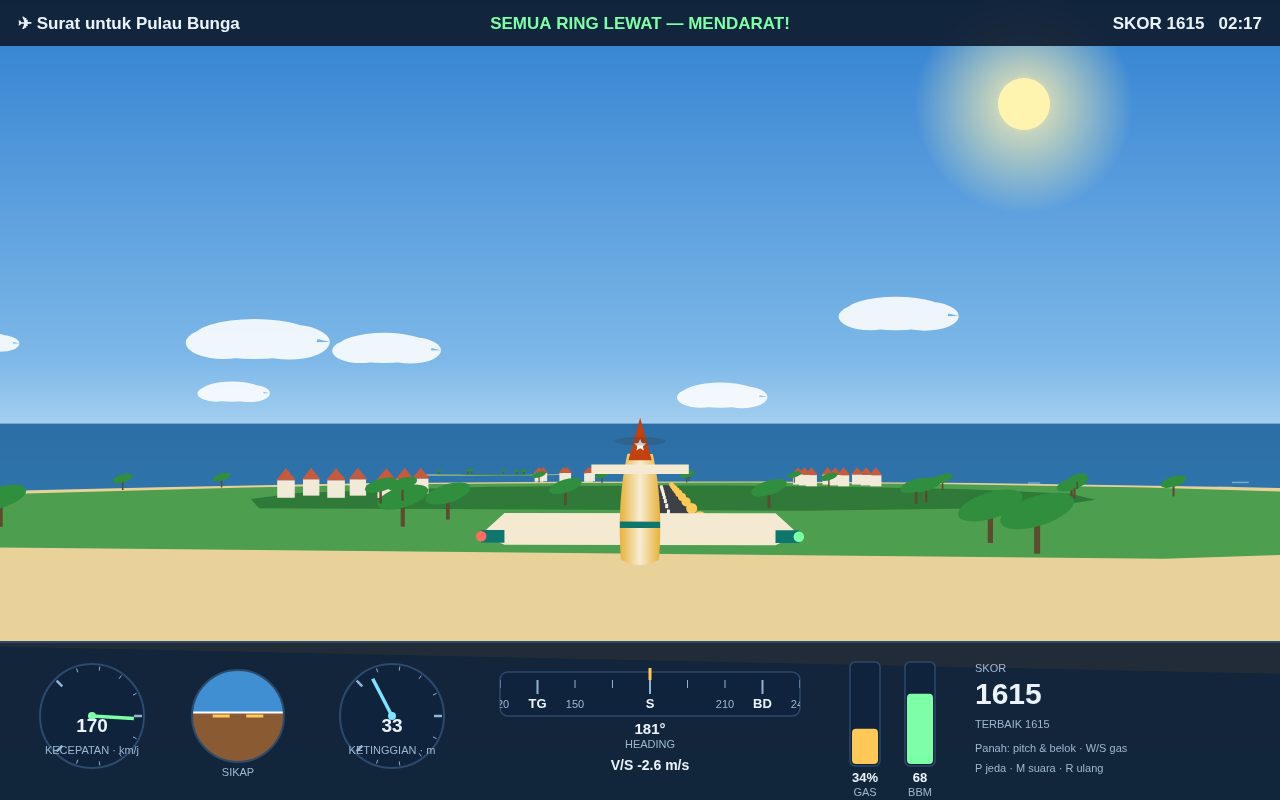 ✈ Surat untuk Pulau Bunga
SEMUA RING LEWAT — MENDARAT!
SKOR 1615 02:17
170
KECEPATAN · km/j
SIKAP
33
KETINGGIAN · m
20 TG 150 S 210 BD 24
181°
HEADING
V/S -2.6 m/s
34%
GAS
68
BBM
SKOR
1615
TERBAIK 1615
Panah: pitch & belok · W/S gas
P jeda · M suara · R ulang